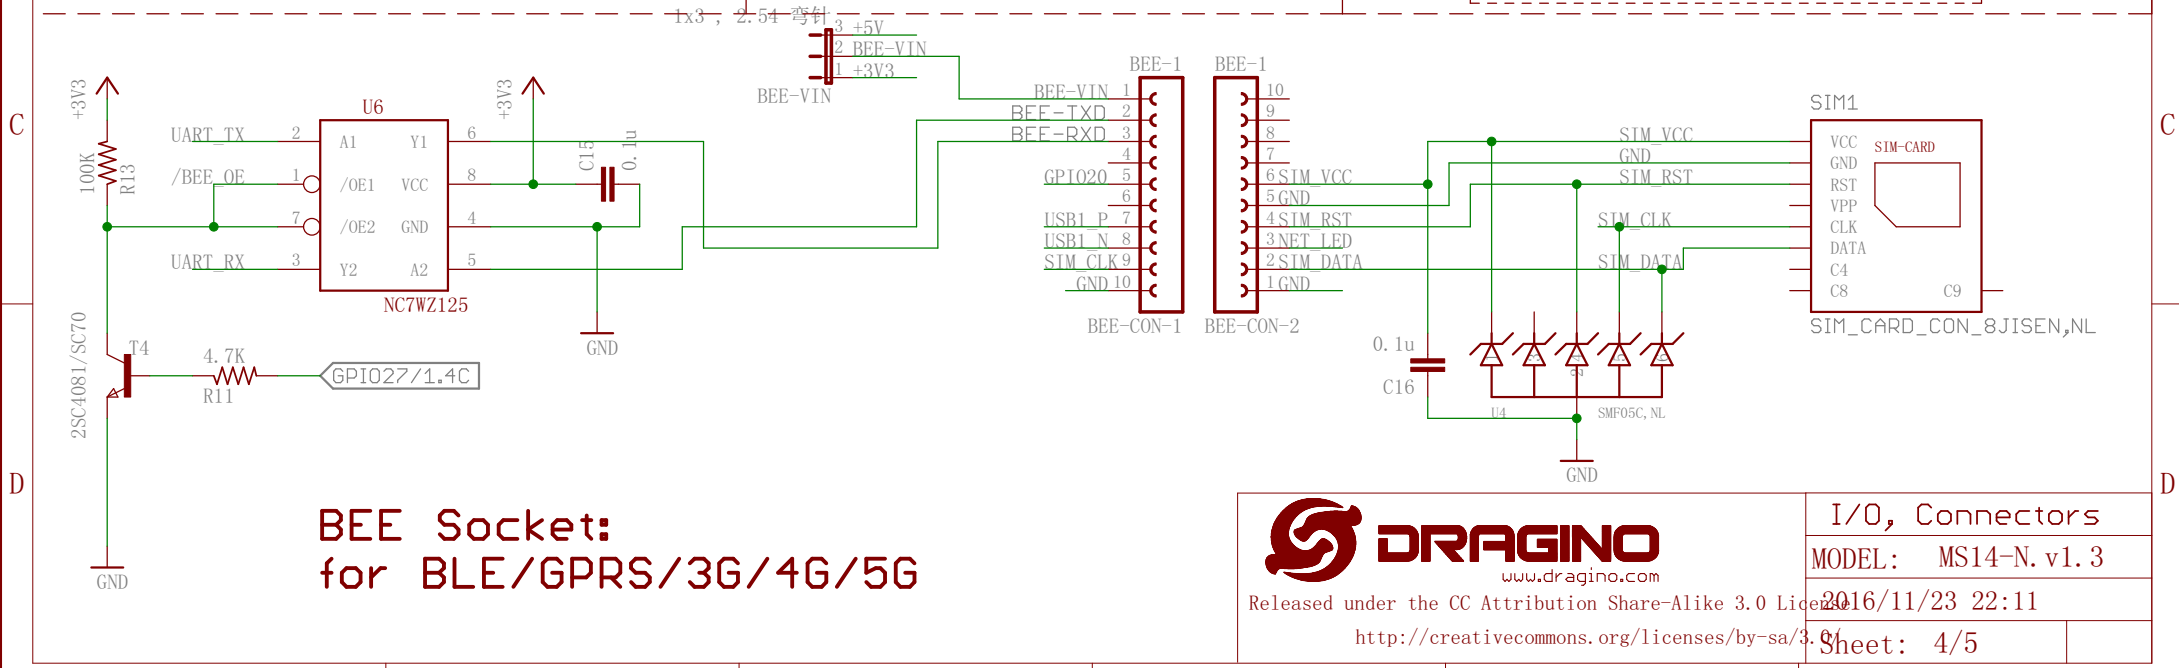 1x3 , 2.54 弯针
3 +5V
2 BEE-VIN
1 +3V3
BEE-VIN
+3V3
100K
R13
U6
UART_TX 2 A1 Y1 6
/BEE_OE 1 /OE1 VCC 8
7 /OE2 GND 4
UART_RX 3 Y2 A2 5
NC7WZ125
+3V3
C15
0.1u
GND
2SC4081/SC70
T4
4.7K
R11
GPIO27/1.4C
GND
BEE-1
BEE-VIN 1
BEE-TXD 2
BEE-RXD 3
4
GPIO20 5
6
USB1_P 7
USB1_N 8
SIM_CLK 9
GND 10
BEE-CON-1
BEE-1
10
9
8
7
6 SIM_VCC
5 GND
4 SIM_RST
3 NET_LED
2 SIM_DATA
1 GND
BEE-CON-2
SIM1
SIM_VCC VCC
GND GND
SIM_RST RST
VPP
SIM_CLK CLK
SIM_DATA DATA
C4
C8 C9
SIM-CARD
SIM_CARD_CON_8JISEN,NL
0.1u
C16
1 3 4 5 6
2
U4 SMF05C,NL
GND
BEE Socket:
for BLE/GPRS/3G/4G/5G
DRAGINO
www.dragino.com
Released under the CC Attribution Share-Alike 3.0 License
http://creativecommons.org/licenses/by-sa/3.0/
I/O, Connectors
MODEL: MS14-N.v1.3
2016/11/23 22:11
Sheet: 4/5
C
D
C
D